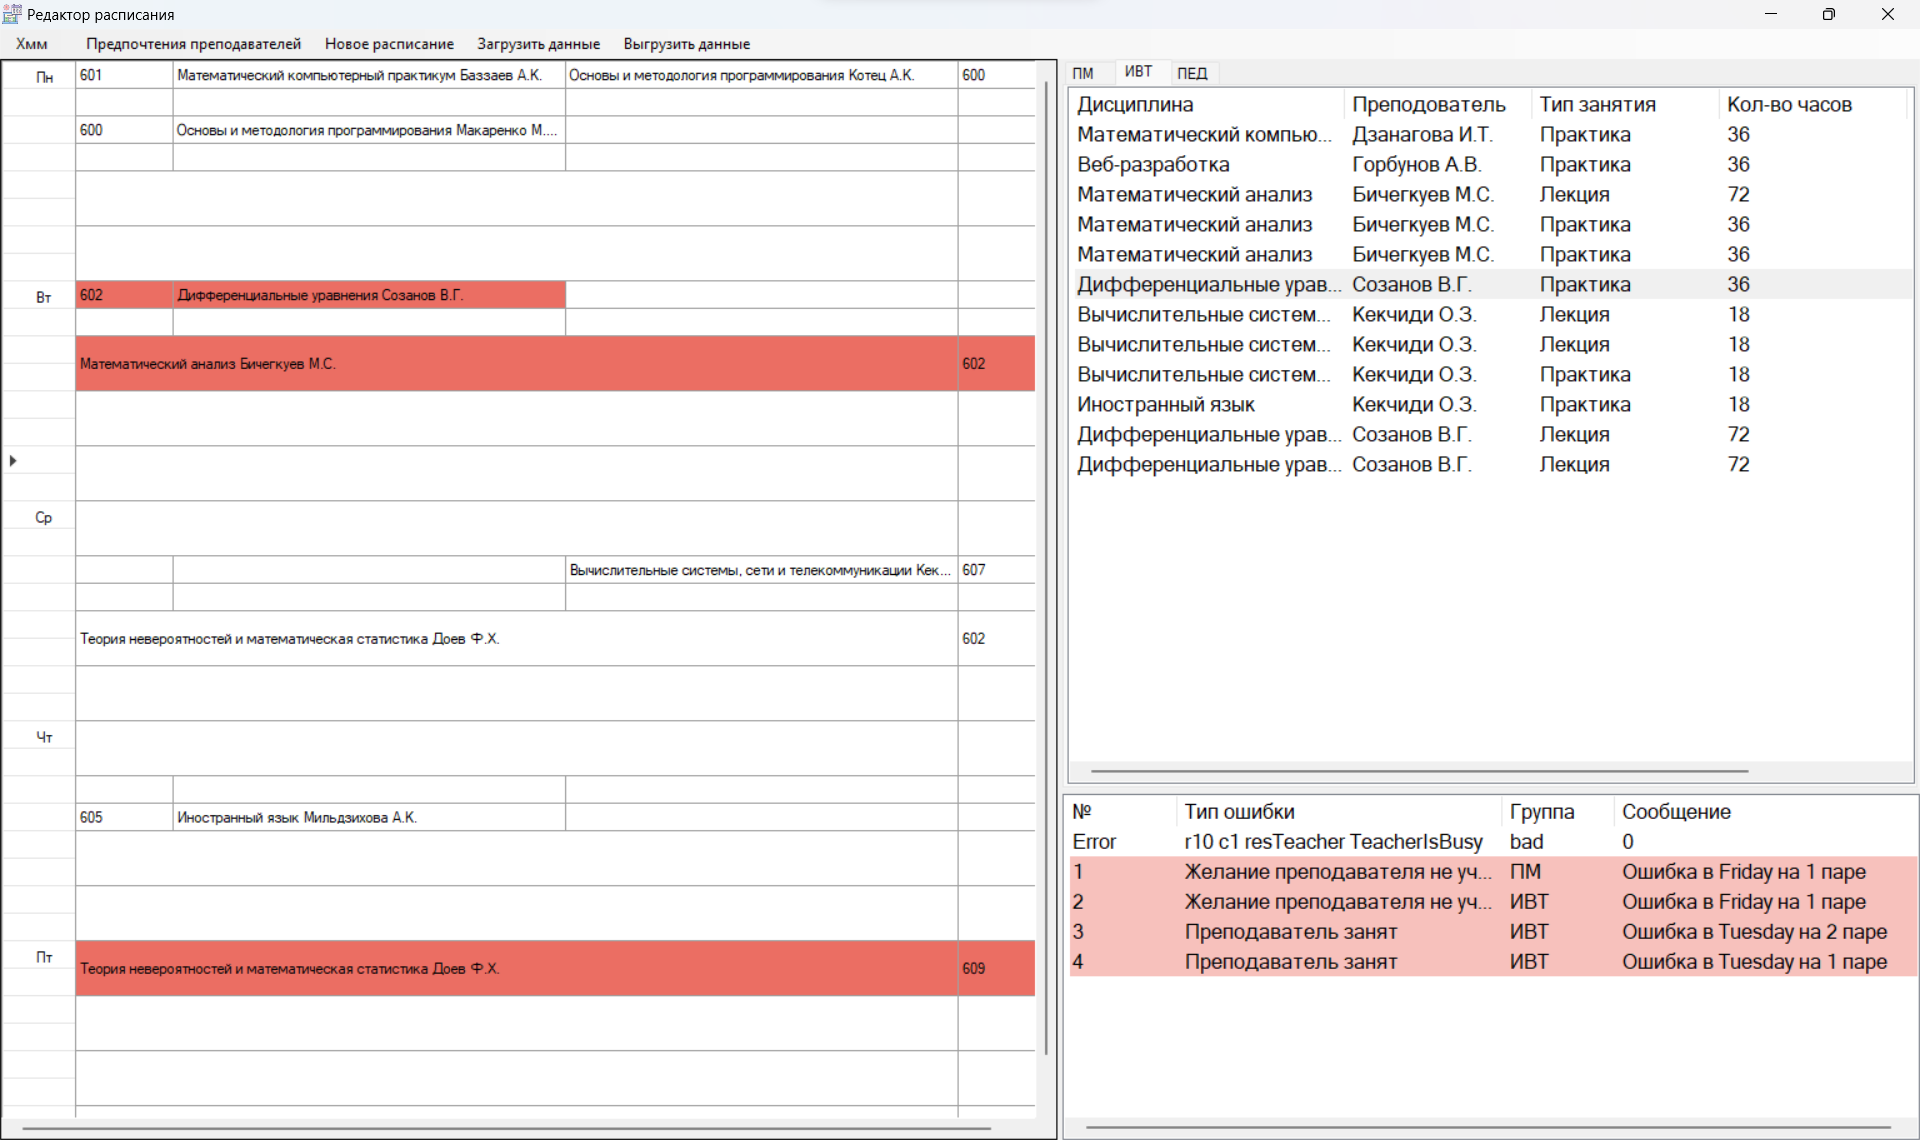 Редактор расписания
Хмм Предпочтения преподавателей Новое расписание Загрузить данные Выгрузить данные
Пн 601 Математический компьютерный практикум Баззаев А.К. Основы и методология программирования Котец А.К. 600
600 Основы и методология программирования Макаренко М....
Вт 602 Дифференциальные уравнения Созанов В.Г.
Математический анализ Бичегкуев М.С. 602
Ср
Вычислительные системы, сети и телекоммуникации Кек... 607
Теория невероятностей и математическая статистика Доев Ф.Х. 602
Чт
605 Иностранный язык Мильдзихова А.К.
Пт Теория невероятностей и математическая статистика Доев Ф.Х. 609
ПМ ИВТ ПЕД
Дисциплина Преподователь Тип занятия Кол-во часов
Математический компью... Дзанагова И.Т. Практика 36
Веб-разработка Горбунов А.В. Практика 36
Математический анализ Бичегкуев М.С. Лекция 72
Математический анализ Бичегкуев М.С. Практика 36
Математический анализ Бичегкуев М.С. Практика 36
Дифференциальные урав... Созанов В.Г. Практика 36
Вычислительные систем... Кекчиди О.З. Лекция 18
Вычислительные систем... Кекчиди О.З. Лекция 18
Вычислительные систем... Кекчиди О.З. Практика 18
Иностранный язык Кекчиди О.З. Практика 18
Дифференциальные урав... Созанов В.Г. Лекция 72
Дифференциальные урав... Созанов В.Г. Лекция 72
№ Тип ошибки Группа Сообщение
Error r10 c1 resTeacher TeacherIsBusy bad 0
1 Желание преподавателя не уч... ПМ Ошибка в Friday на 1 паре
2 Желание преподавателя не уч... ИВТ Ошибка в Friday на 1 паре
3 Преподаватель занят ИВТ Ошибка в Tuesday на 2 паре
4 Преподаватель занят ИВТ Ошибка в Tuesday на 1 паре